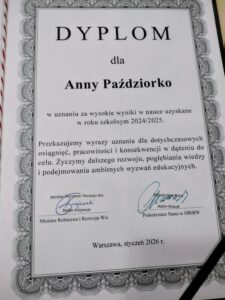 DYPLOM
dla
Anny Paździorko
w uznaniu za wysokie wyniki w nauce uzyskane
w roku szkolnym 2024/2025.
Przekazujemy wyrazy uznania dla dotychczasowych
osiągnięć, pracowitości i konsekwencji w dążeniu do
celu. Życzymy dalszego rozwoju, pogłębiania wiedzy
i podejmowania ambitnych wyzwań edukacyjnych.
Minister Rolnictwa i Rozwoju Wsi
Podsekretarz Stanu w MRiRW
Warszawa, styczeń 2026 r.